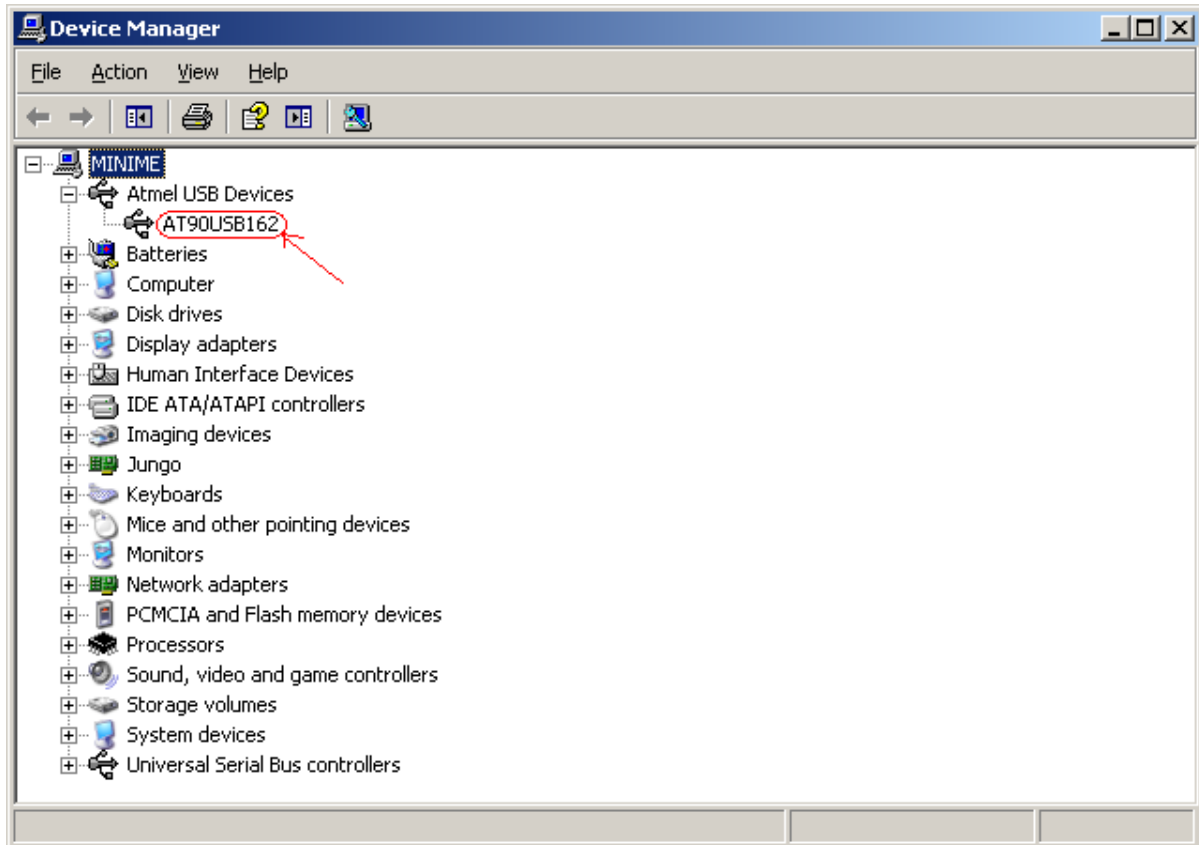 Device Manager
File Action View Help
MINIME
Atmel USB Devices
AT90USB162
Batteries
Computer
Disk drives
Display adapters
Human Interface Devices
IDE ATA/ATAPI controllers
Imaging devices
Jungo
Keyboards
Mice and other pointing devices
Monitors
Network adapters
PCMCIA and Flash memory devices
Processors
Sound, video and game controllers
Storage volumes
System devices
Universal Serial Bus controllers